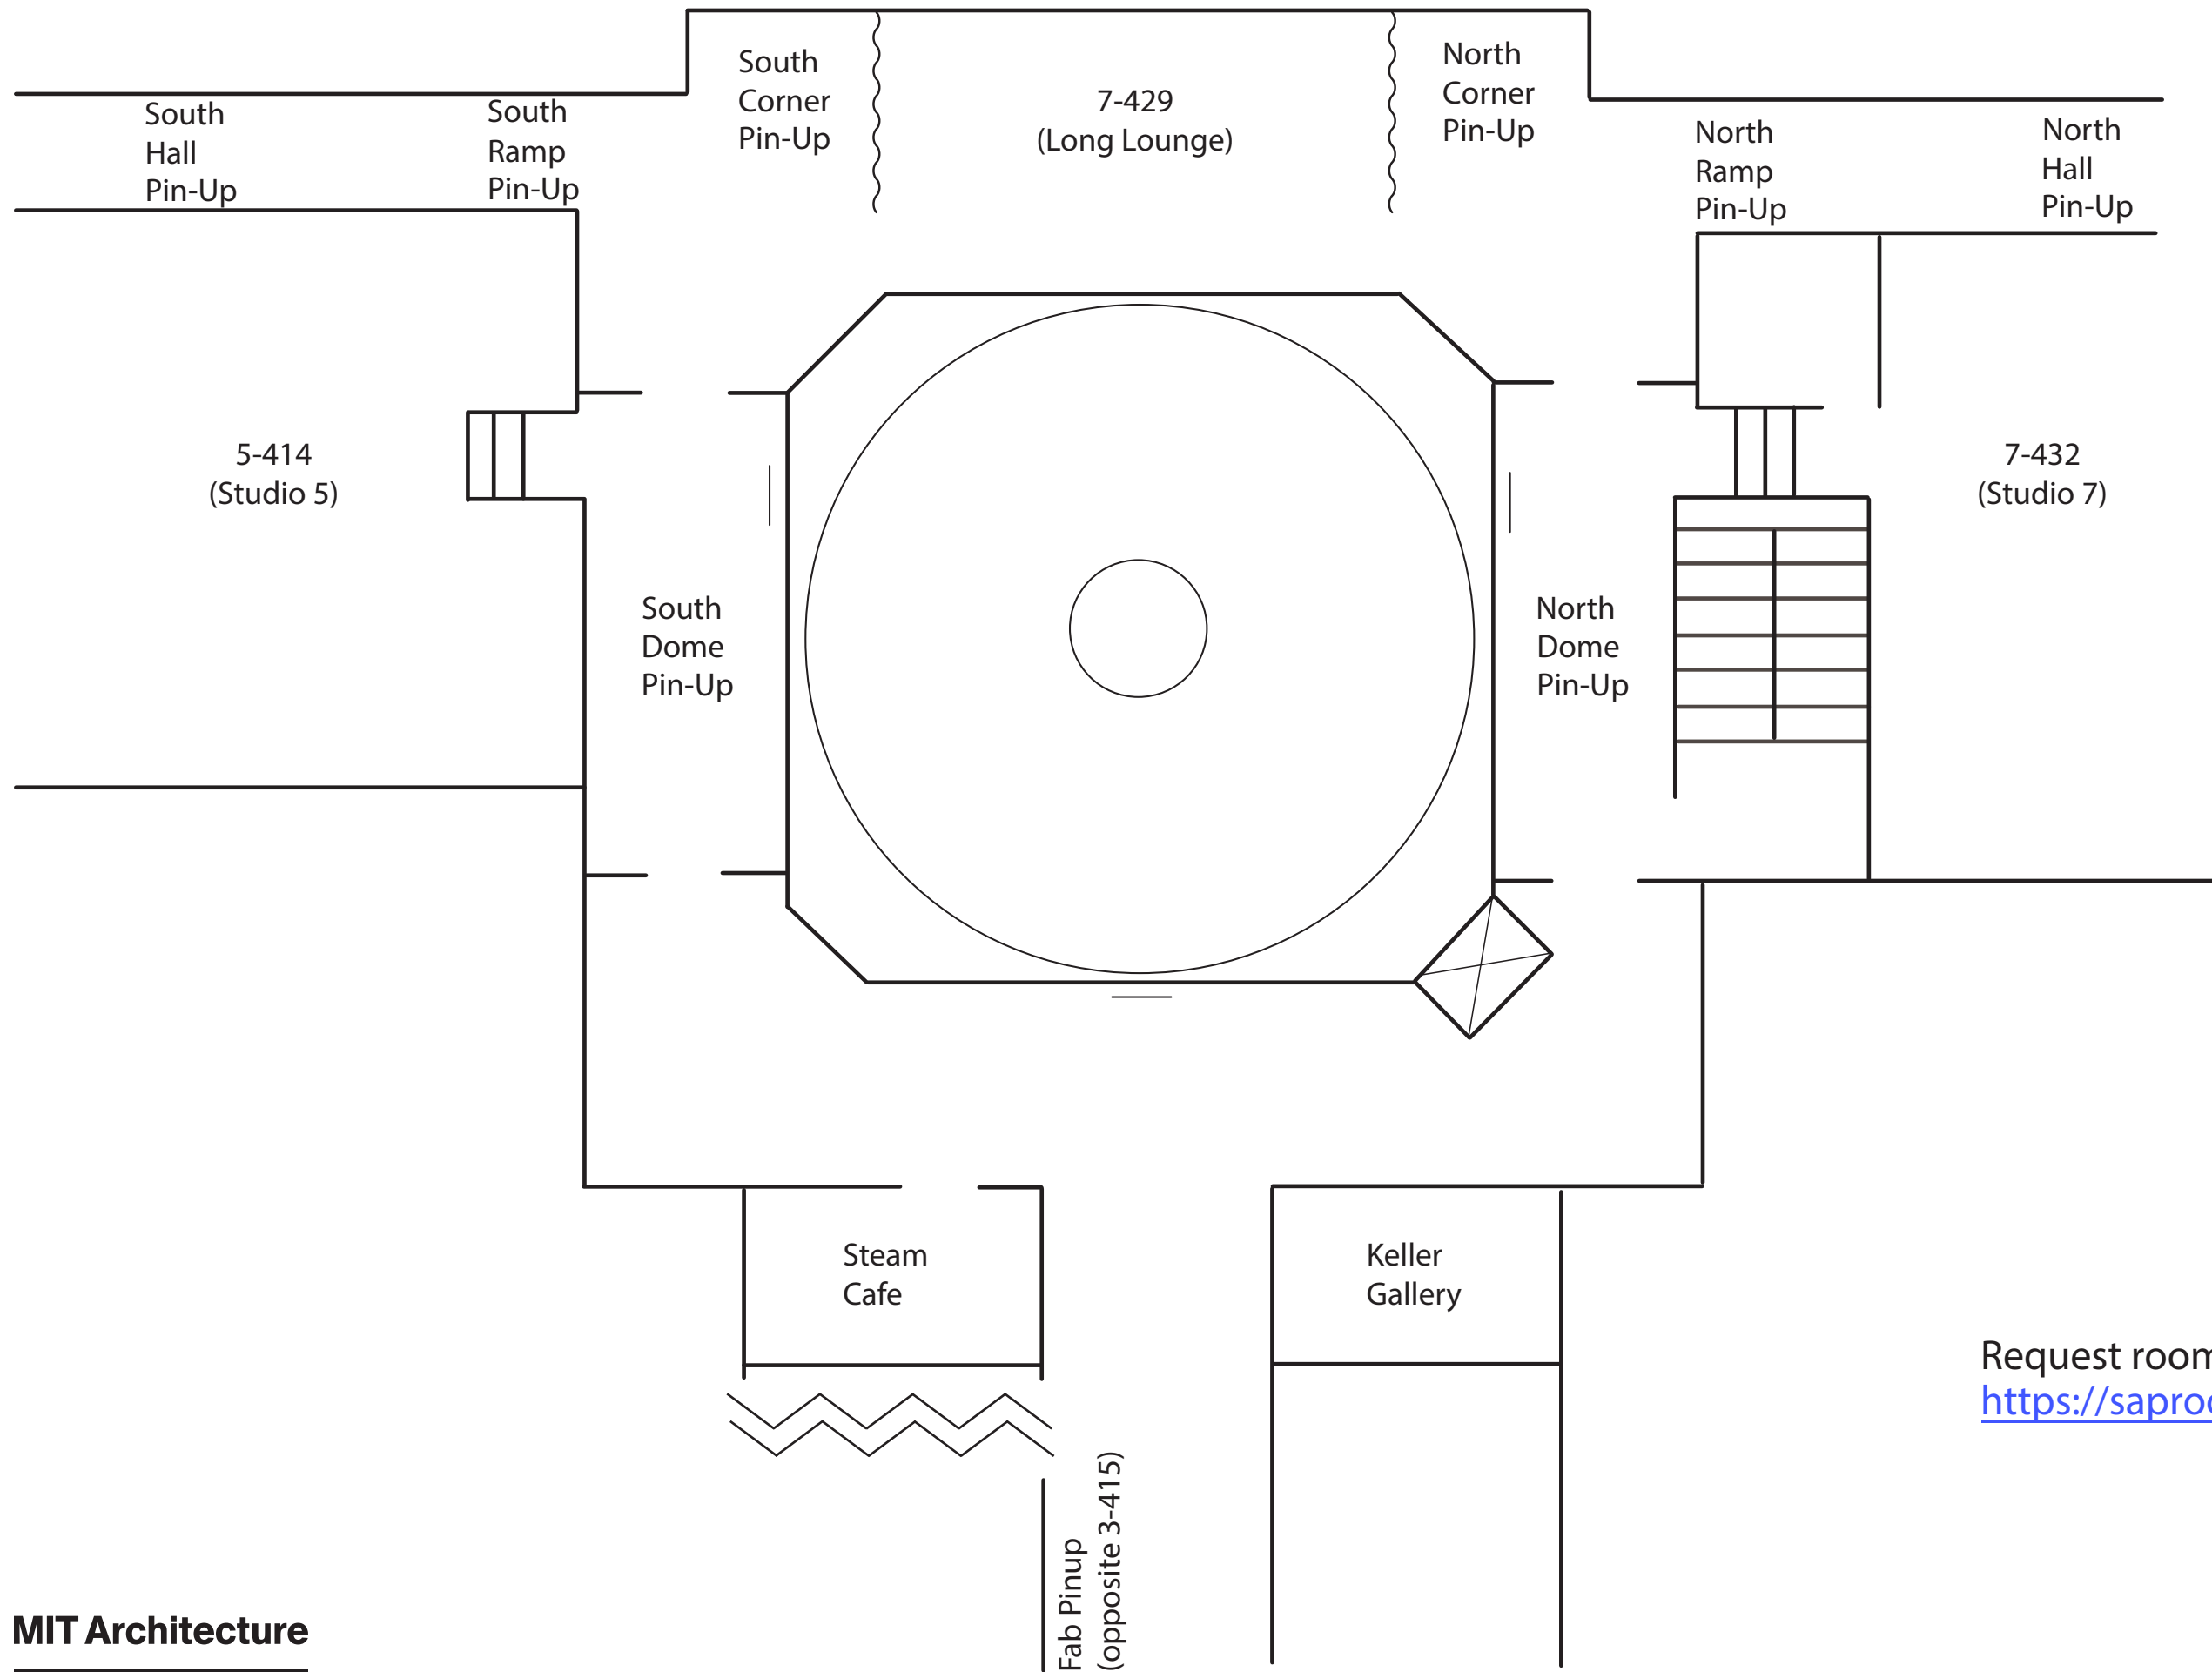 South
Hall
Pin-Up
South
Ramp
Pin-Up
South
Corner
Pin-Up
7-429
(Long Lounge)
North
Corner
Pin-Up
North
Ramp
Pin-Up
North
Hall
Pin-Up
5-414
(Studio 5)
7-432
(Studio 7)
South
Dome
Pin-Up
North
Dome
Pin-Up
Steam
Cafe
Keller
Gallery
Request
Fab Pinup
(opposite 3-415)
MIT Architecture